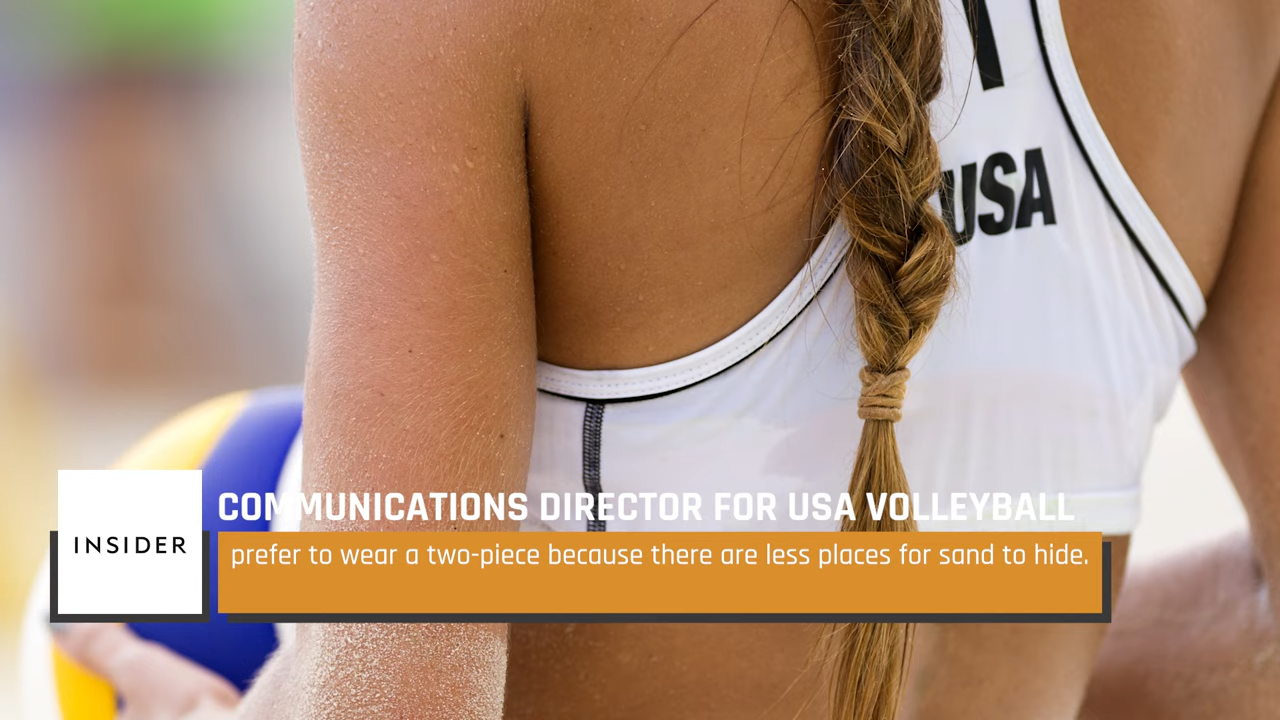 USA
INSIDER
COMMUNICATIONS DIRECTOR FOR USA VOLLEYBALL
prefer to wear a two-piece because there are less places for sand to hide.